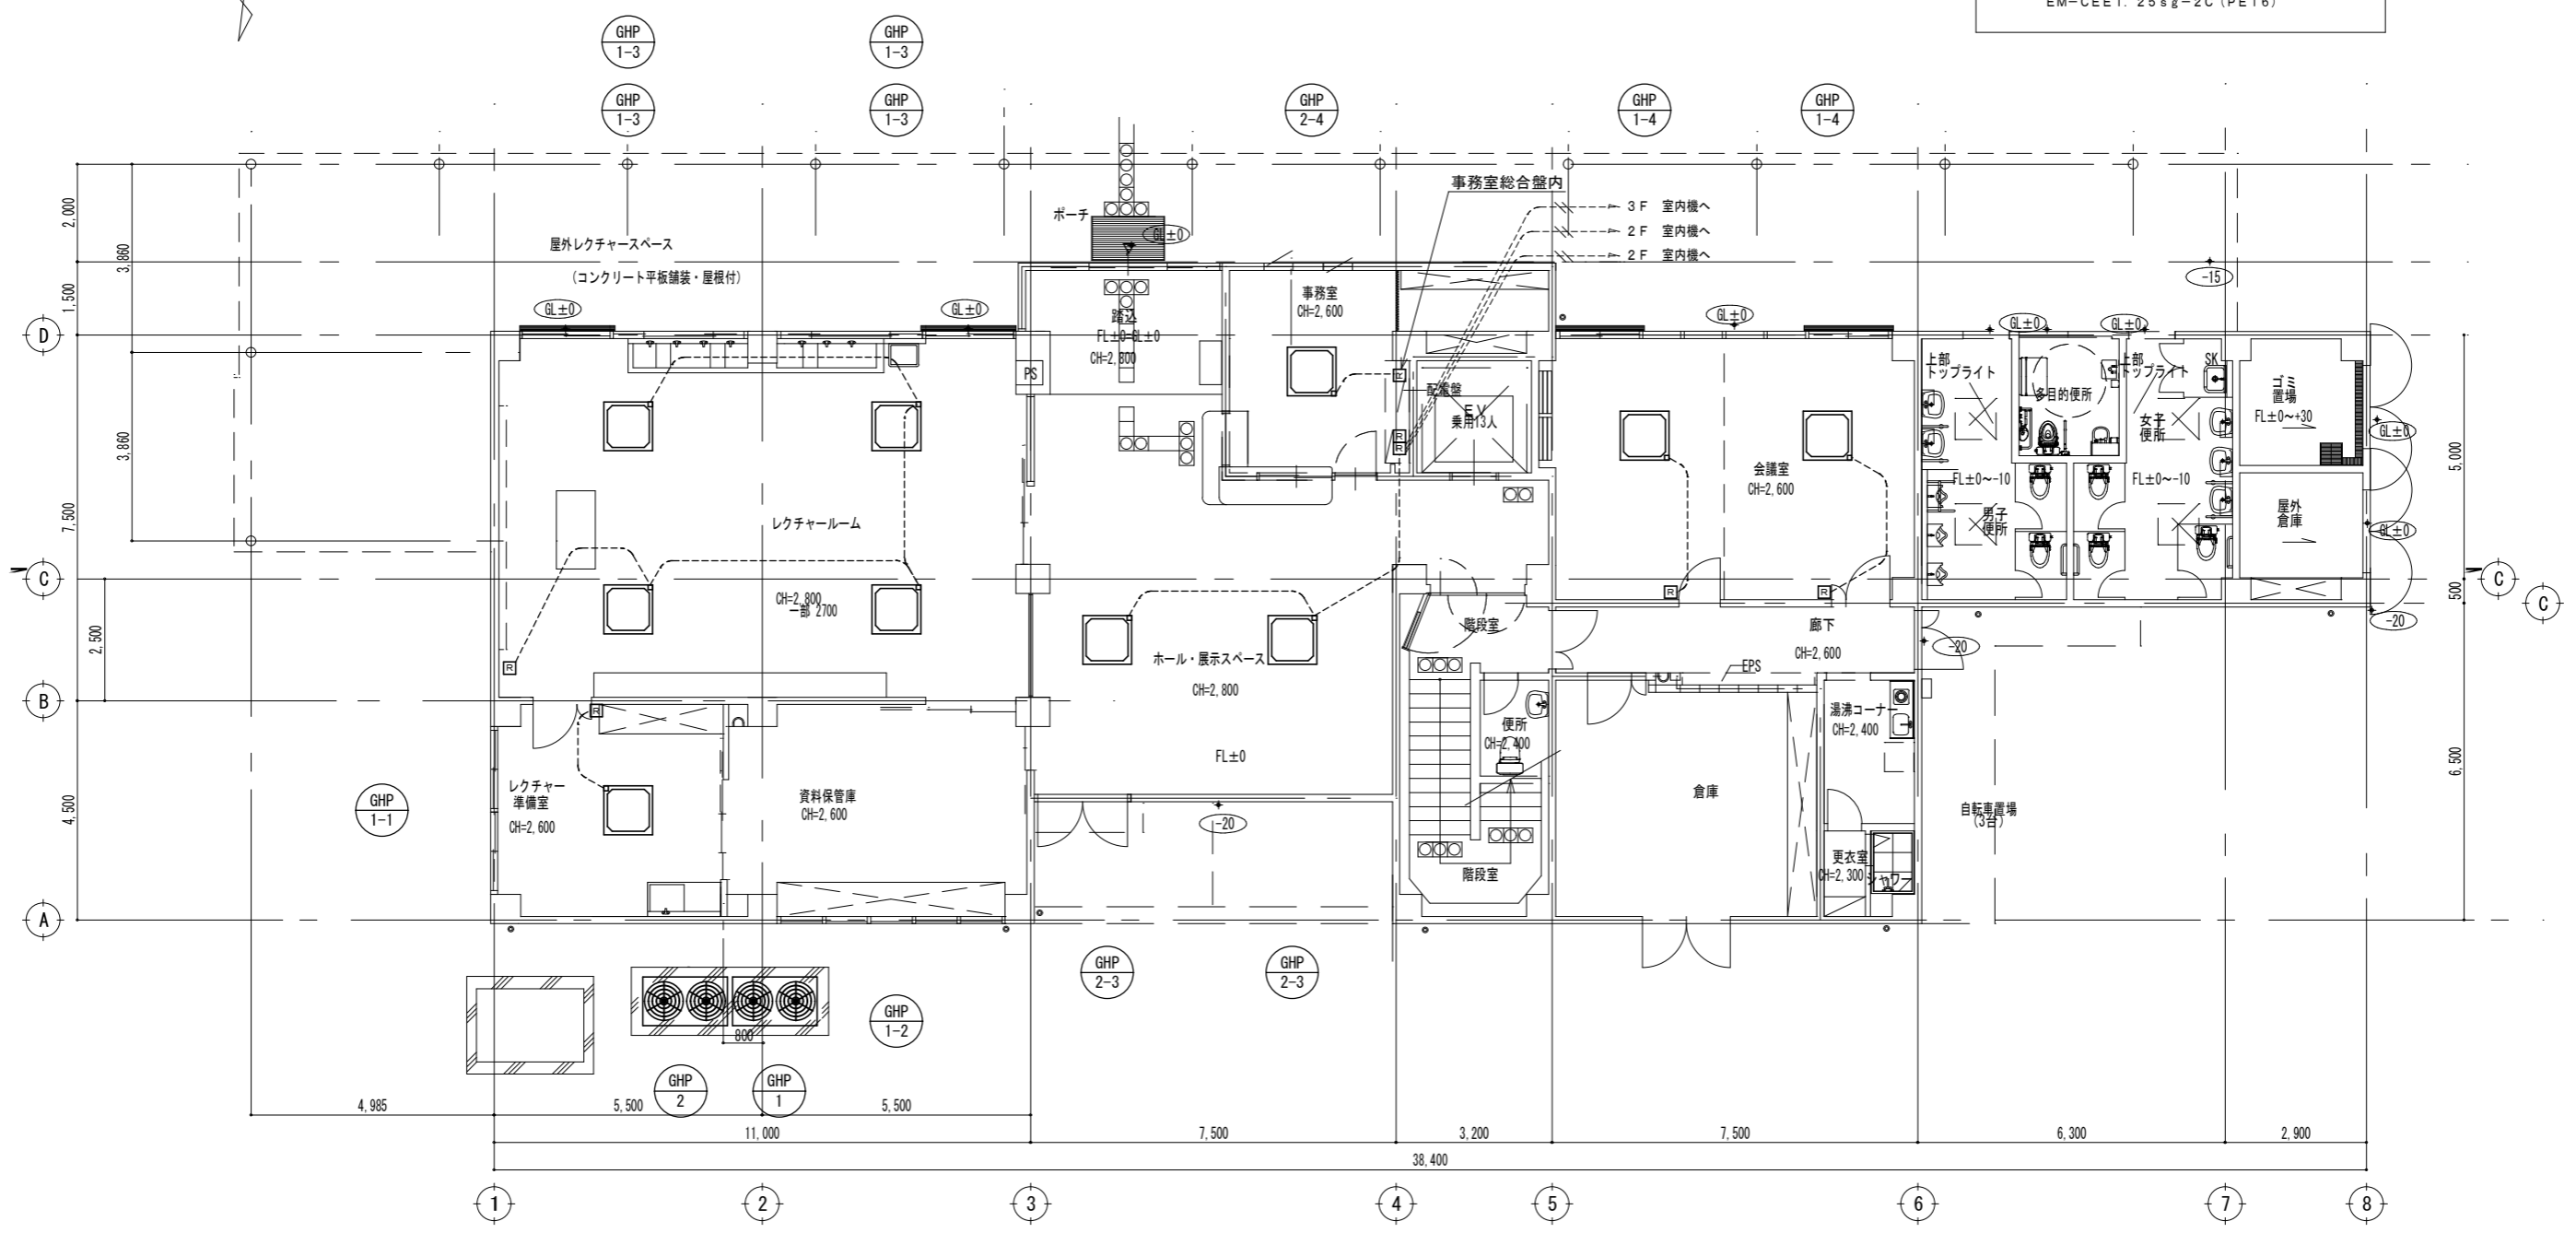 EM-CEE1.25sg-2C(PE16)
GHP
1-3
GHP
1-3
GHP
1-3
GHP
1-3
GHP
2-4
GHP
1-4
GHP
1-4
事務室総合盤内
3F 室内機へ
2F 室内機へ
2F 室内機へ
ポーチ
GL±0
屋外レクチャースペース
(コンクリート平板舗装・屋根付)
2,000
3,860
1,500
GL±0
GL±0
GL±0
GL±0
GL±0
-15
D
踏込
FL±0=GL±0
CH=2,800
事務室
CH=2,600
PS
R
配電盤
EV
乗用13人
R
R
上部
トップライト
多目的便所
上部
トップライト
SK
女子
便所
ゴミ
置場
FL±0~+30
GL±0
3,860
7,500
5,000
レクチャールーム
会議室
CH=2,600
FL±0~-10
FL±0~-10
男子
便所
屋外
倉庫
GL±0
C
CH=2,800
一部 2700
R
R
500
C
C
2,500
階段室
廊下
CH=2,600
-20
-20
R
ホール・展示スペース
CH=2,800
EPS
B
R
便所
CH=2,400
湯沸コーナー
CH=2,400
FL±0
GHP
1-1
4,500
レクチャー
準備室
CH=2,600
資料保管庫
CH=2,600
-20
倉庫
自転車置場
(3台)
6,500
階段室
更衣室
CH=2,300
シャワー
A
GHP
2-3
GHP
2-3
GHP
1-2
800
GHP
2
GHP
1
4,985
5,500
5,500
11,000
7,500
3,200
7,500
6,300
2,900
38,400
1
2
3
4
5
6
7
8